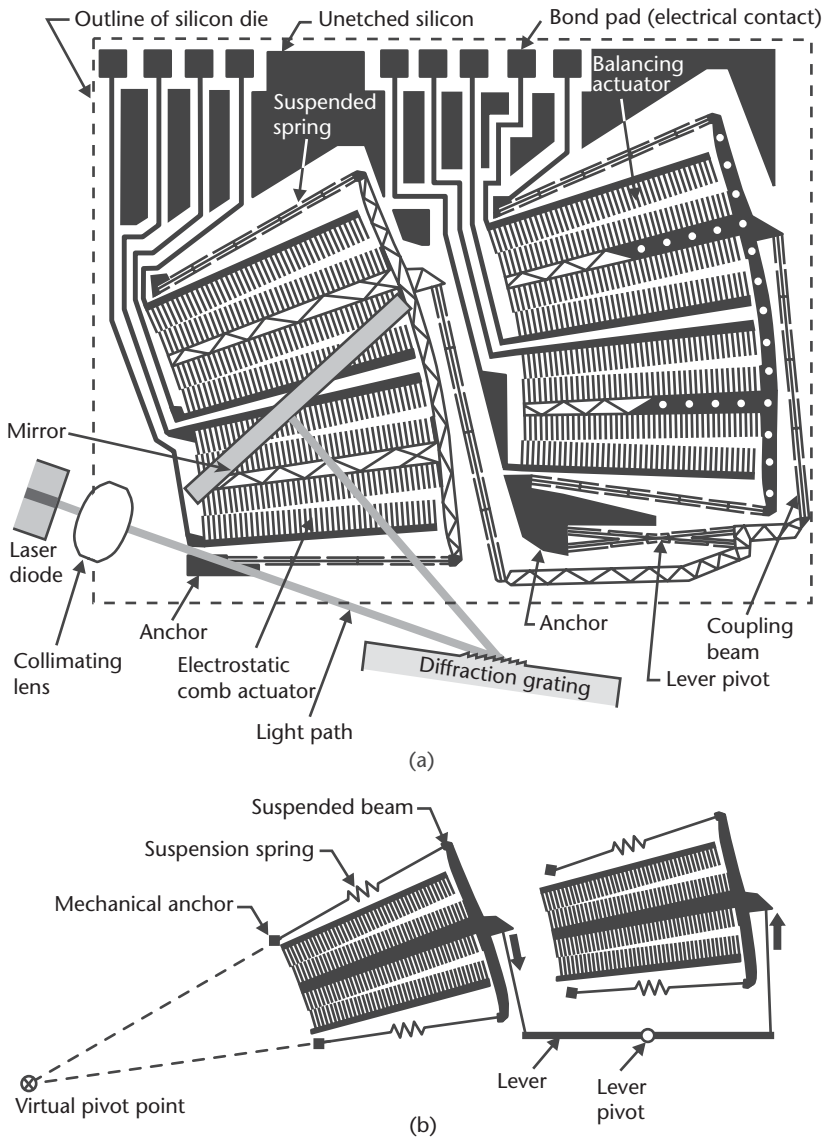 Outline of silicon die
Unetched silicon
Bond pad (electrical contact)
Balancing
actuator
Suspended
spring
Mirror
Laser
diode
Anchor
Anchor
Coupling
beam
Collimating
lens
Electrostatic
comb actuator
Diffraction grating
Lever pivot
Light path
(a)
Suspended beam
Suspension spring
Mechanical anchor
Lever
Lever
pivot
Virtual pivot point
(b)